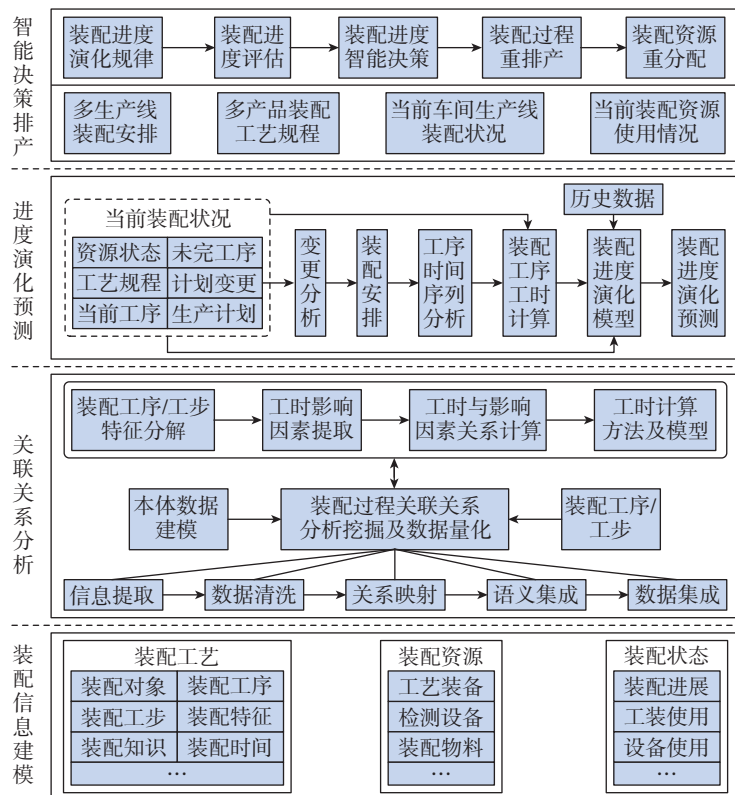 智能决策排产
装配进度
演化规律
装配进
度评估
装配进度
智能决策
装配过程
重排产
装配资源
重分配
多生产线
装配安排
多产品装配
工艺规程
当前车间生产线
装配状况
当前装配资源
使用情况
进度演化预测
当前装配状况
资源状态
未完工序
工艺规程
计划变更
当前工序
生产计划
变更分析
装配安排
工序
时间
序列
分析
装配
工序
工时
计算
历史数据
装配
进度
演化
模型
装配
进度
演化
预测
关联关系分析
装配工序/工步
特征分解
工时影响
因素提取
工时与影响
因素关系计算
工时计算
方法及模型
本体数据
建模
装配过程关联关系
分析挖掘及数据量化
装配工序/
工步
信息提取
数据清洗
关系映射
语义集成
数据集成
装配信息建模
装配工艺
装配对象
装配工序
装配工步
装配特征
装配知识
装配时间
…
装配资源
工艺装备
检测设备
装配物料
…
装配状态
装配进展
工装使用
设备使用
…